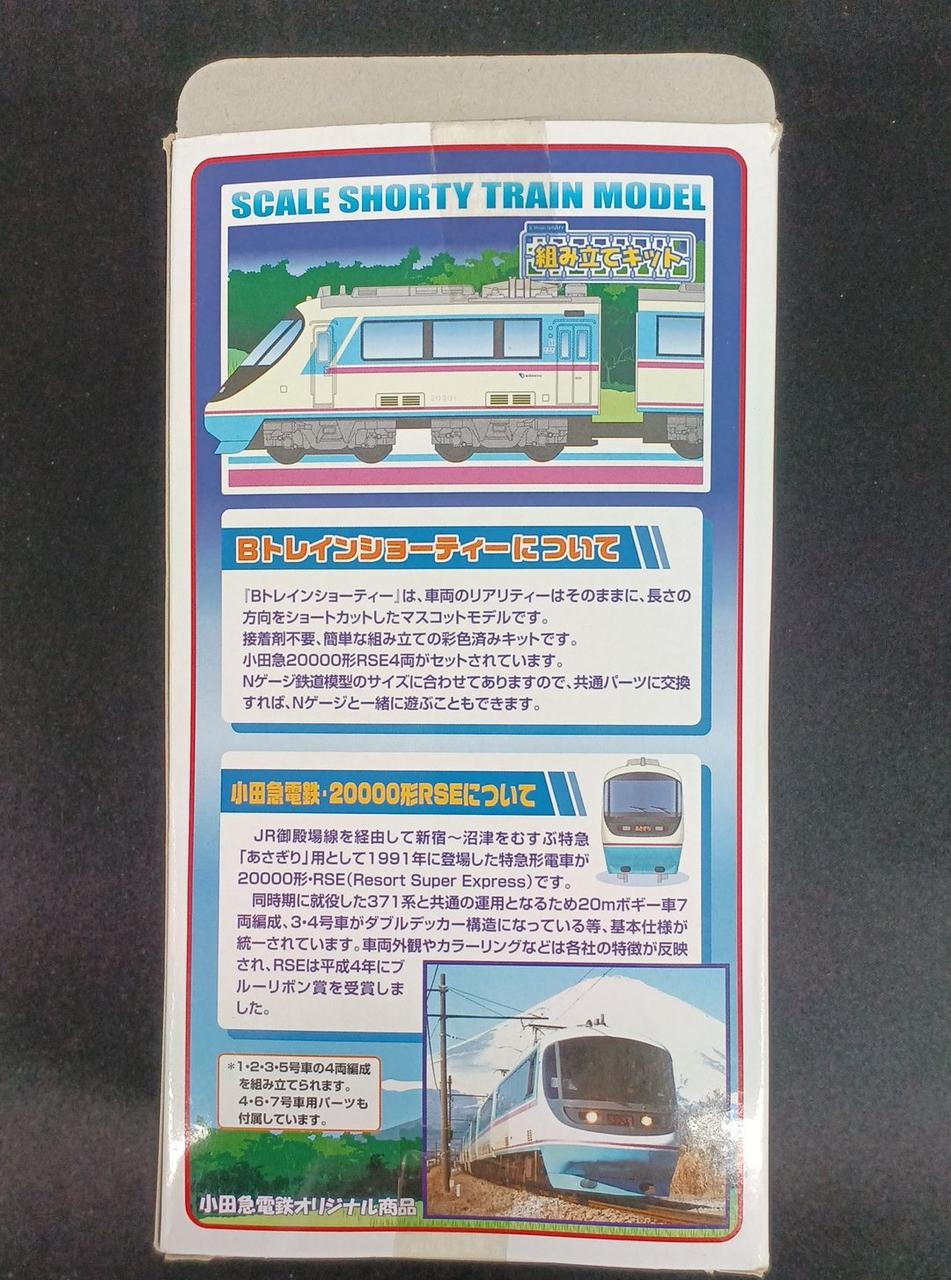 SCALE SHORTY TRAIN MODEL
組み立てキット
20301
Bトレインショーティーについて
『Bトレインショーティー』は、車両のリアリティーはそのままに、長さの
方向をショートカットしたマスコットモデルです。
接着剤不要、簡単な組み立ての彩色済みキットです。
小田急20000形RSE4両がセットされています。
Nゲージ鉄道模型のサイズに合わせてありますので、共通パーツに交換
すれば、Nゲージと一緒に遊ぶこともできます。
小田急電鉄・20000形RSEについて
JR御殿場線を経由して新宿～沼津をむすぶ特急
「あさぎり」用として1991年に登場した特急形電車が
20000形・RSE(Resort Super Express)です。
同時期に就役した371系と共通の運用となるため20mボギー車7
両編成、3・4号車がダブルデッカー構造になっている等、基本仕様が
統一されています。車両外観やカラーリングなどは各社の特徴が反映
され、RSEは平成4年にブ
ルーリボン賞を受賞しま
した。
あさぎり
*1・2・3・5号車の4両編成
を組み立てられます。
4・6・7号車用パーツも
付属しています。
小田急電鉄オリジナル商品